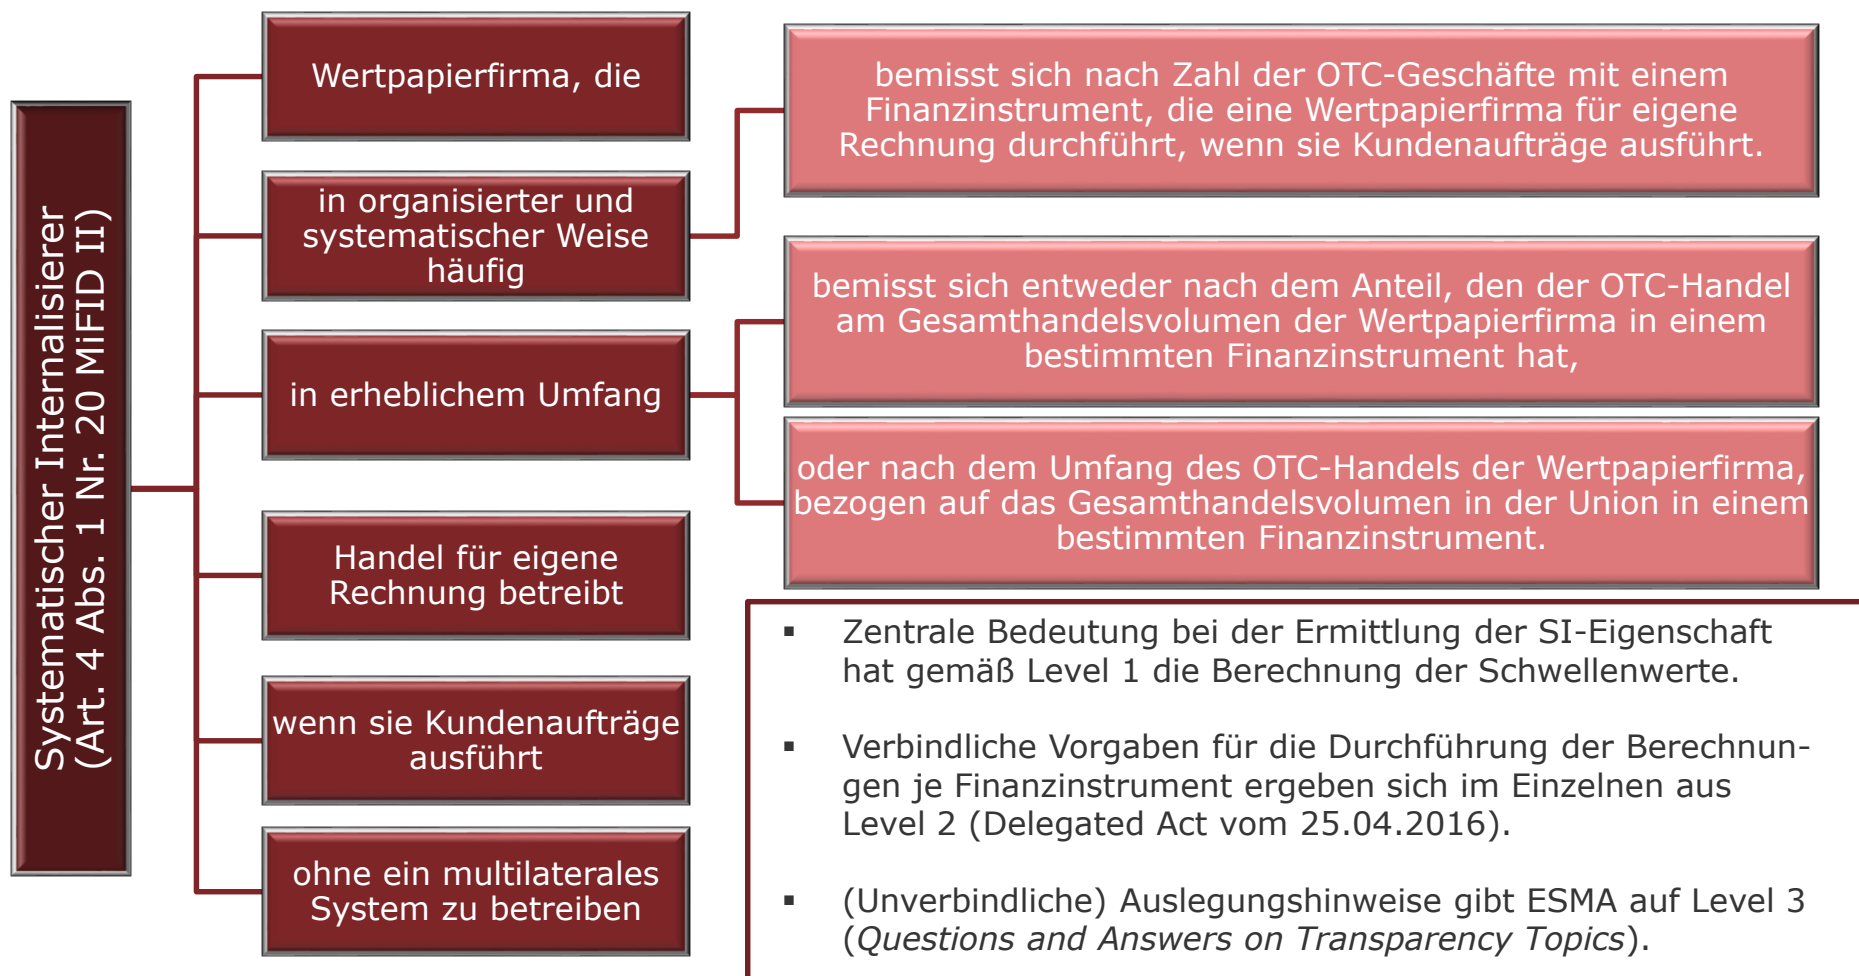 Systematischer Internalisierer
(Art. 4 Abs. 1 Nr. 20 MiFID II)
Wertpapierfirma, die
in organisierter und
systematischer Weise
häufig
in erheblichem Umfang
Handel für eigene
Rechnung betreibt
wenn sie Kundenaufträge
ausführt
ohne ein multilaterales
System zu betreiben
bemisst sich nach Zahl der OTC-Geschäfte mit einem
Finanzinstrument, die eine Wertpapierfirma für eigene
Rechnung durchführt, wenn sie Kundenaufträge ausführt.
bemisst sich entweder nach dem Anteil, den der OTC-Handel
am Gesamthandelsvolumen der Wertpapierfirma in einem
bestimmten Finanzinstrument hat,
oder nach dem Umfang des OTC-Handels der Wertpapierfirma,
bezogen auf das Gesamthandelsvolumen in der Union in einem
bestimmten Finanzinstrument.
▪ Zentrale Bedeutung bei der Ermittlung der SI-Eigenschaft
hat gemäß Level 1 die Berechnung der Schwellenwerte.
▪ Verbindliche Vorgaben für die Durchführung der Berechnun-
gen je Finanzinstrument ergeben sich im Einzelnen aus
Level 2 (Delegated Act vom 25.04.2016).
▪ (Unverbindliche) Auslegungshinweise gibt ESMA auf Level 3
(Questions and Answers on Transparency Topics).